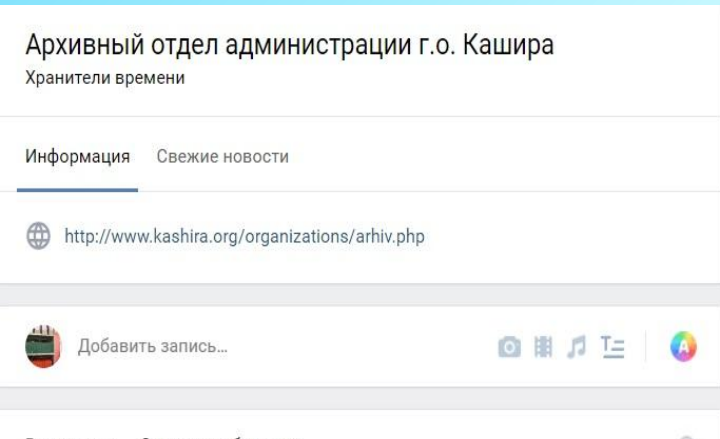 Архивный отдел администрации г.о. Кашира
Хранители времени
Информация Свежие новости
http://www.kashira.org/organizations/arhiv.php
Добавить запись...